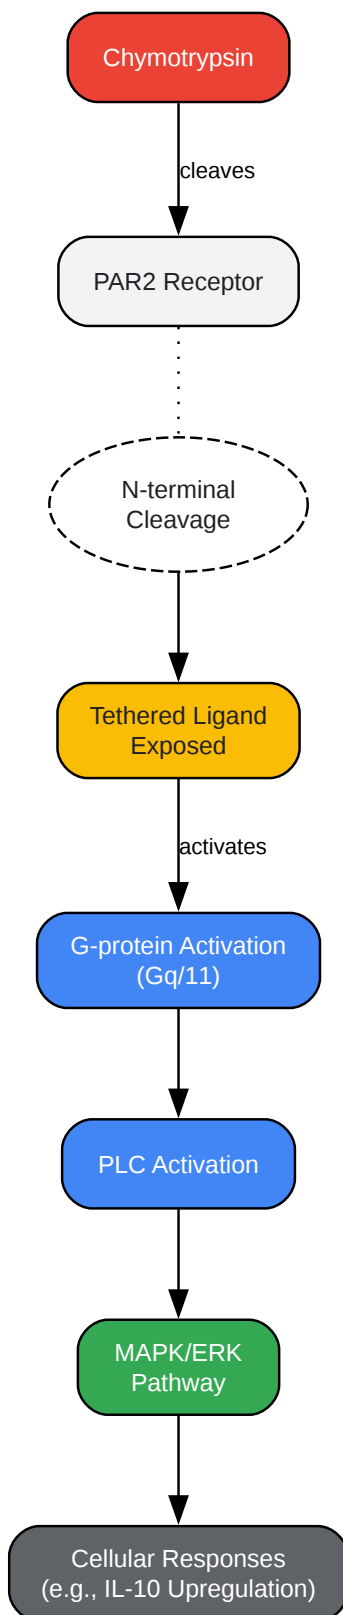 Chymotrypsin
cleaves
PAR2 Receptor
N-terminal
Cleavage
Tethered Ligand
Exposed
activates
G-protein Activation
(Gq/11)
PLC Activation
MAPK/ERK
Pathway
Cellular Responses
(e.g., IL-10 Upregulation)